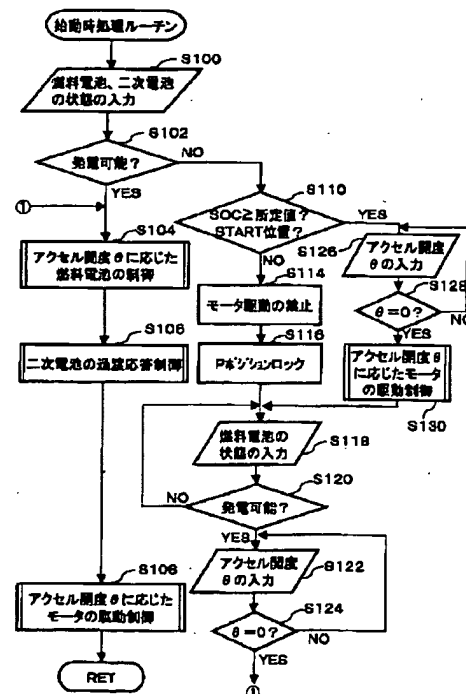 始動時処理ルーチン
S100
燃料電池、二次電池
の状態の入力
S102
発電可能?
NO
YES
①
S110
SOC≧所定値?
START位置?
YES
NO
S104
アクセル開度θに応じた
燃料電池の制御
S114
モータ駆動の禁止
S126
アクセル開度
θの入力
S128
θ=0?
NO
YES
S106
二次電池の過渡応答制御
S116
Pポジションロック
アクセル開度θ
に応じたモータ
の駆動制御
S130
燃料電池の
状態の入力
S118
S120
発電可能?
NO
YES
アクセル開度
θの入力
S122
S124
θ=0?
NO
YES
①
S108
アクセル開度θに応じた
モータの駆動制御
RET